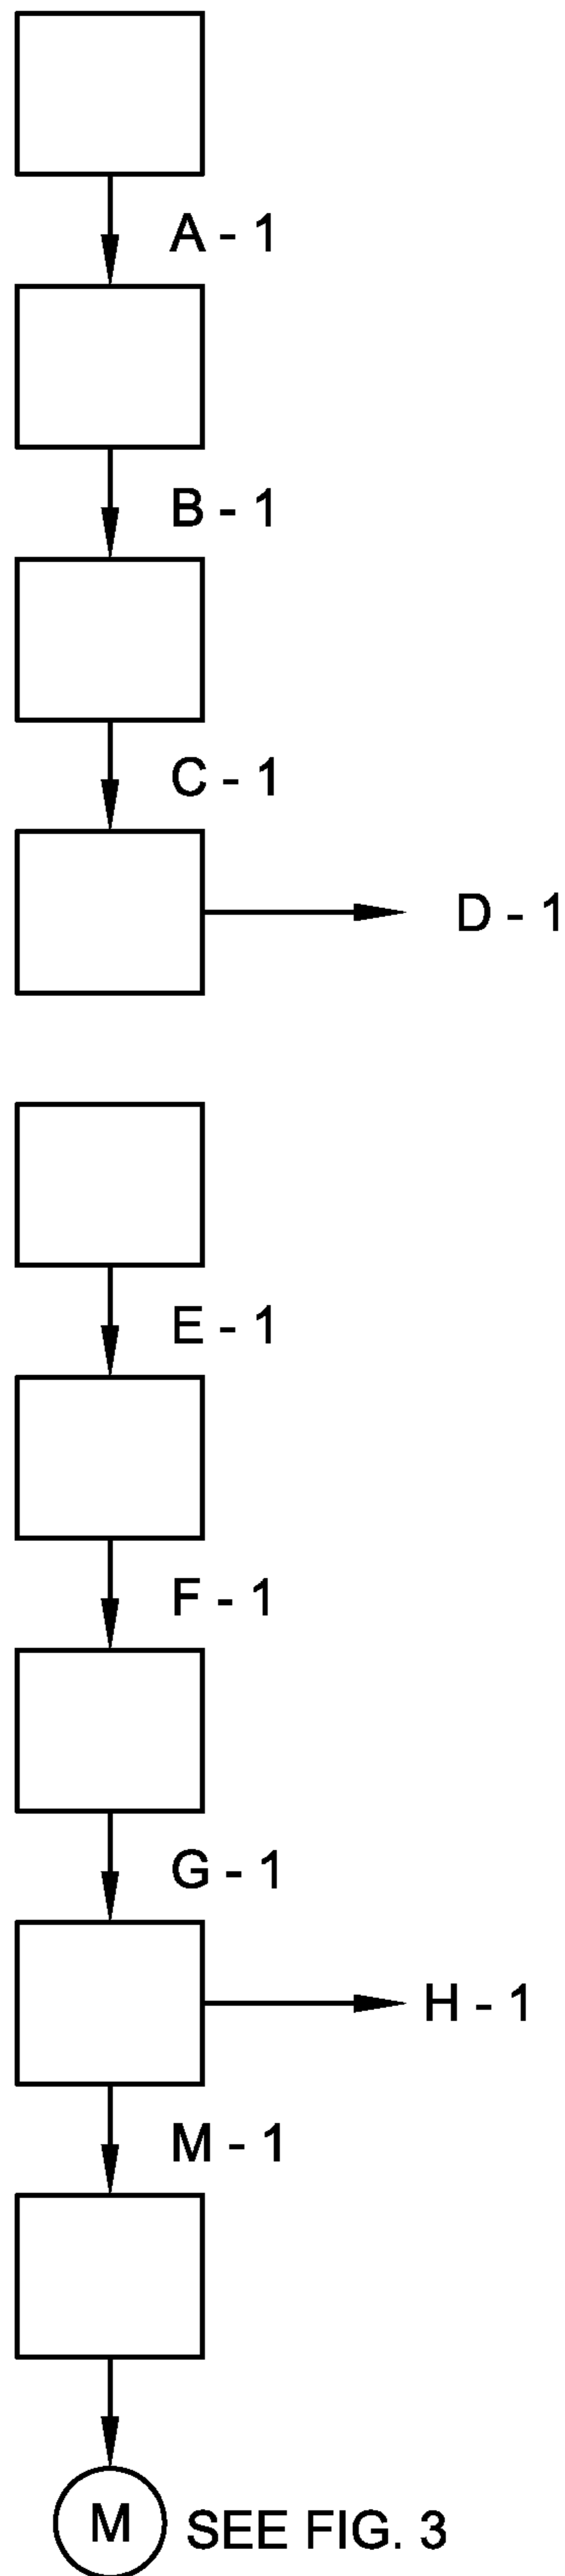 A - 1
B - 1
C - 1
D - 1
E - 1
F - 1
G - 1
H - 1
M - 1
M SEE FIG. 3